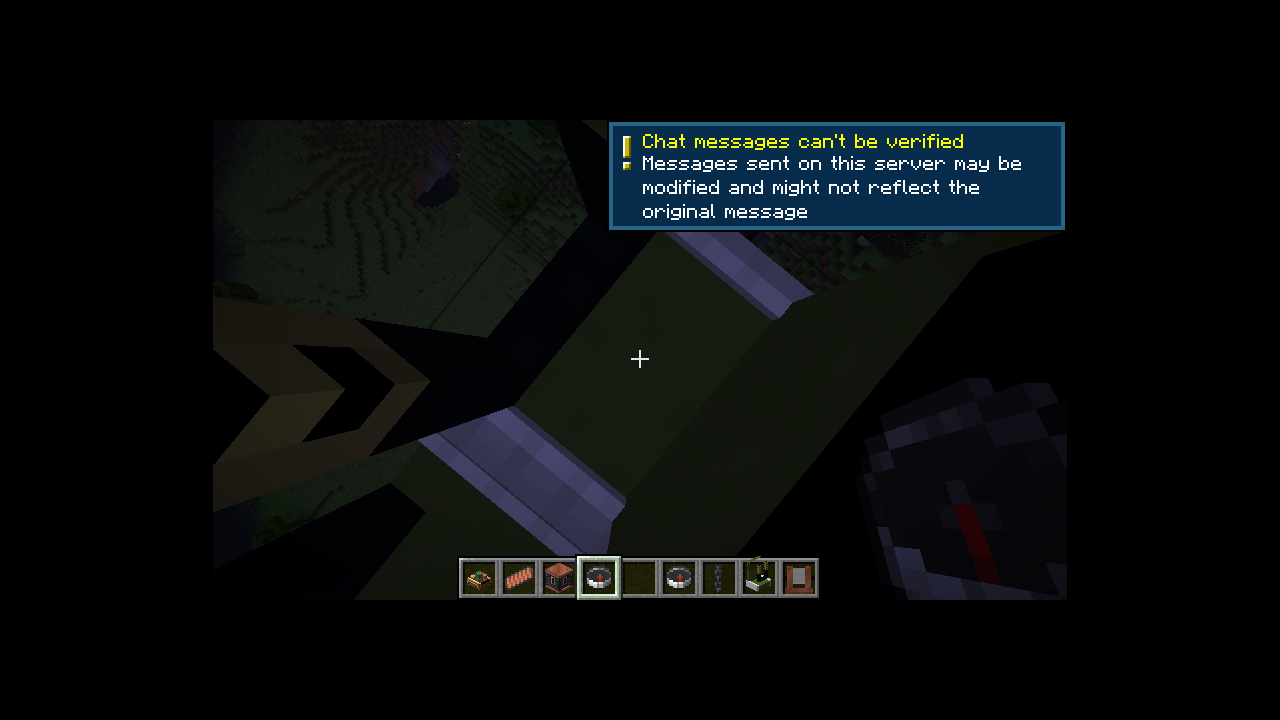 Chat messages can't be verified
Messages sent on this server may be
modified and might not reflect the
original message